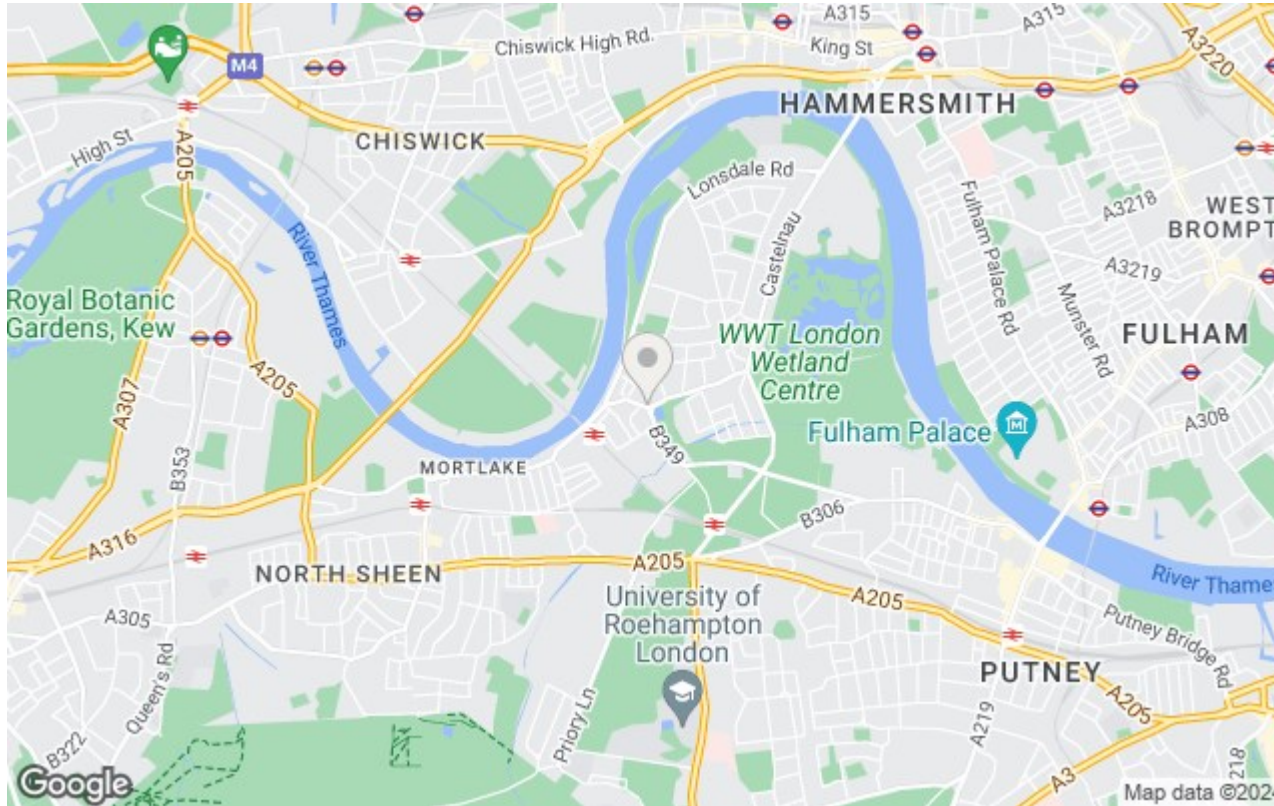 A315
A315
Chiswick High Rd.
King St
A3220
M4
HAMMERSMITH
CHISWICK
High St
A205
Lonsdale Rd
Fulham Palace Rd
A3218
WEST
BROMPT
River Thames
Castelnau
A3219
Munster Rd
Royal Botanic
Gardens, Kew
WWT London
Wetland
Centre
FULHAM
A307
A205
A308
B353
B349
Fulham Palace
MORTLAKE
B306
A316
NORTH SHEEN
A205
River Thame
A305
University of
Roehampton
London
A205
Putney Bridge Rd
Queen's Rd
PUTNEY
Priory Ln
A219
A205
B322
A3
218
Google
Map data ©2024